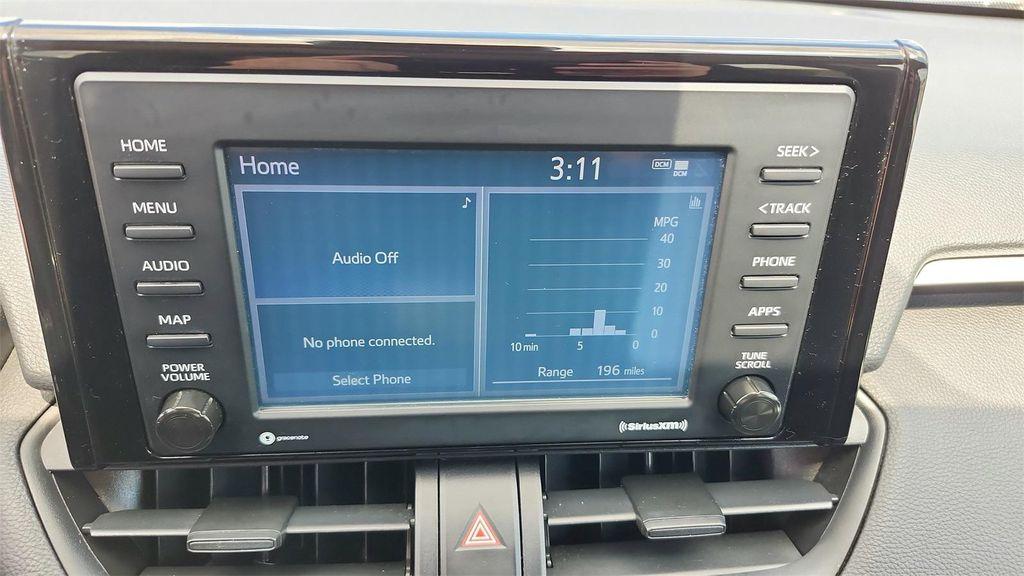 HOME
MENU
AUDIO
MAP
POWER
VOLUME
Home
3:11
DCM
DCM
Audio Off
No phone connected.
Select Phone
MPG
40
30
20
10
0
10 min 5 0
Range 196 miles
SEEK>
<TRACK
PHONE
APPS
TUNE
SCROLL
gracenote
((SiriusXM))